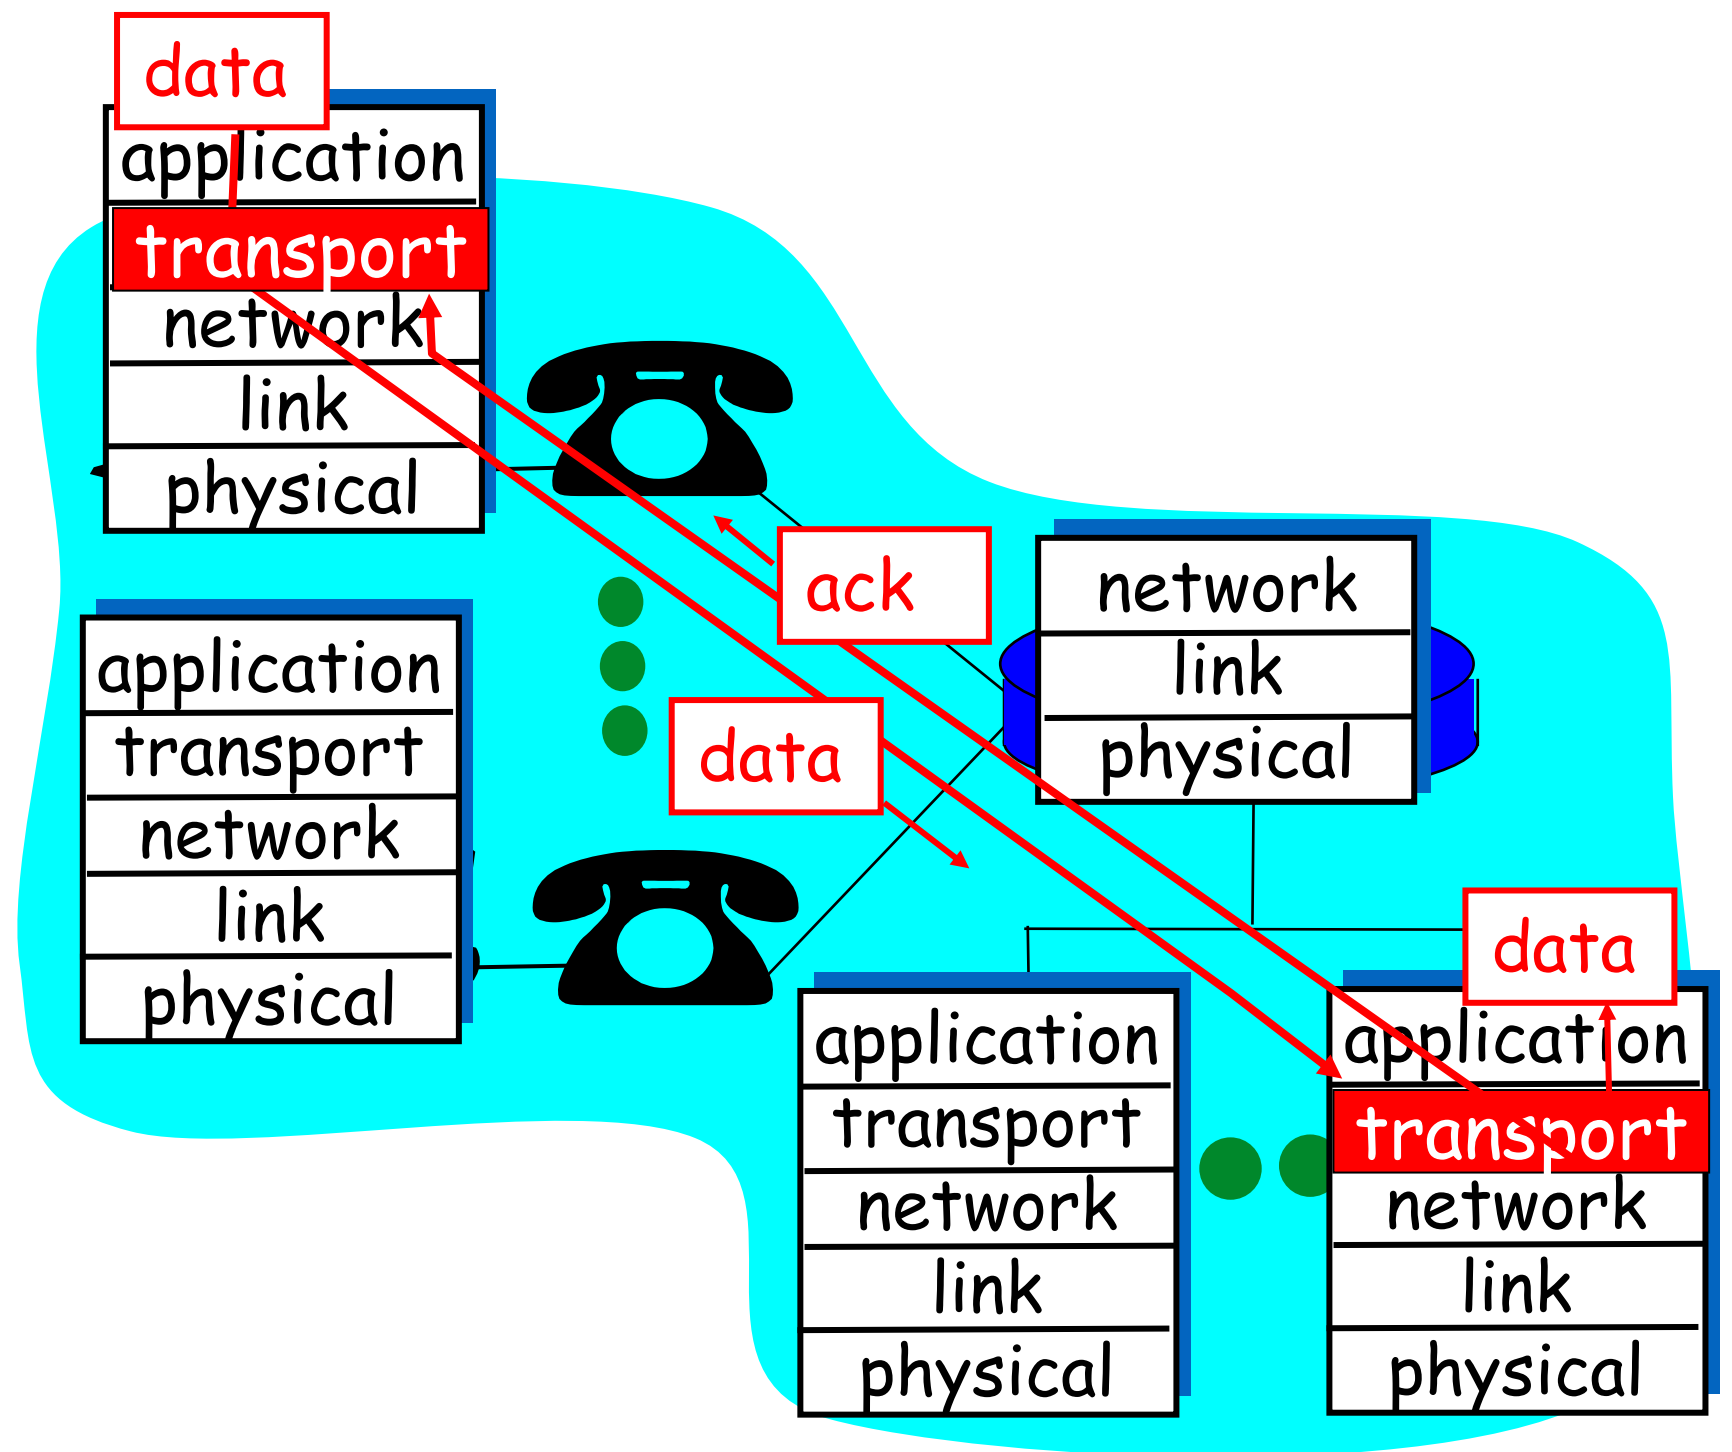 data
application
transport
network
link
physical
ack
network
link
physical
application
transport
network
link
physical
data
data
application
transport
network
link
physical
application
transport
network
link
physical